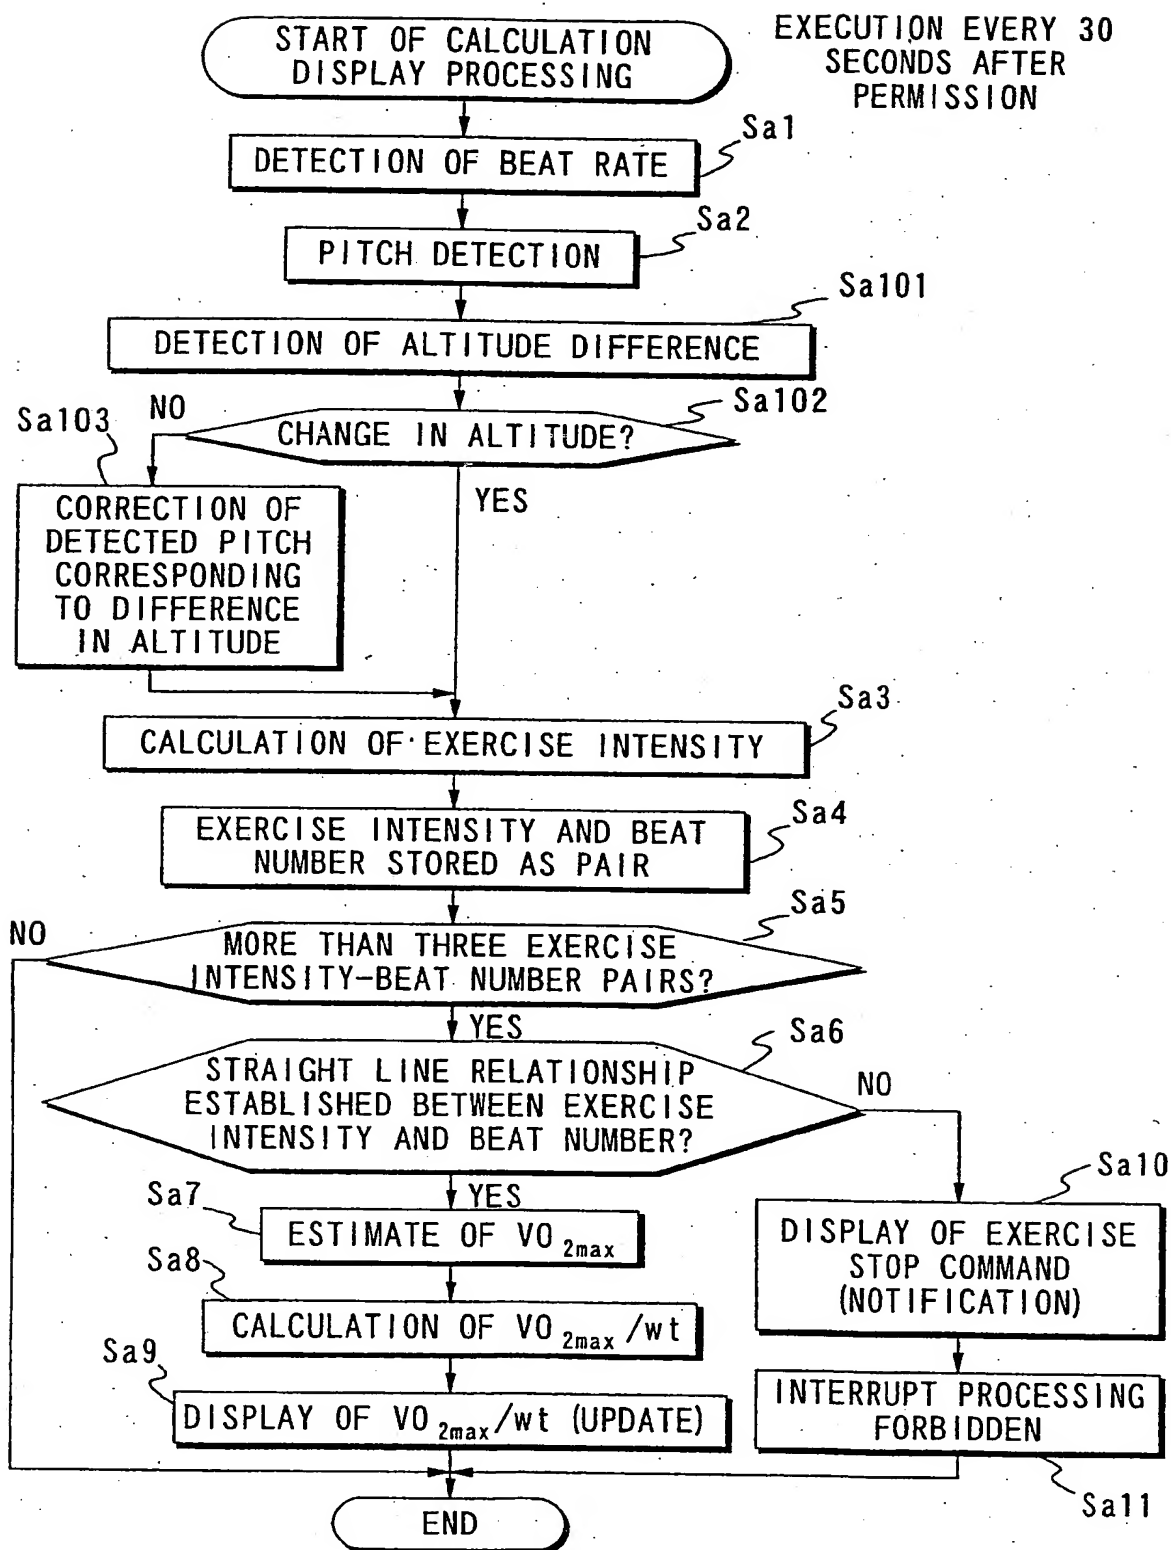 START OF CALCULATION
DISPLAY PROCESSING
EXECUTION EVERY 30
SECONDS AFTER
PERMISSION
Sa1
DETECTION OF BEAT RATE
Sa2
PITCH DETECTION
Sa101
DETECTION OF ALTITUDE DIFFERENCE
Sa102
CHANGE IN ALTITUDE?
NO
Sa103
YES
CORRECTION OF
DETECTED PITCH
CORRESPONDING
TO DIFFERENCE
IN ALTITUDE
Sa3
CALCULATION OF EXERCISE INTENSITY
Sa4
EXERCISE INTENSITY AND BEAT
NUMBER STORED AS PAIR
Sa5
NO
MORE THAN THREE EXERCISE
INTENSITY-BEAT NUMBER PAIRS?
YES
Sa6
STRAIGHT LINE RELATIONSHIP
ESTABLISHED BETWEEN EXERCISE
INTENSITY AND BEAT NUMBER?
NO
YES
Sa7
ESTIMATE OF VO2max
Sa8
CALCULATION OF VO2max/wt
Sa9
DISPLAY OF VO2max/wt (UPDATE)
Sa10
DISPLAY OF EXERCISE
STOP COMMAND
(NOTIFICATION)
INTERRUPT PROCESSING
FORBIDDEN
Sa11
END